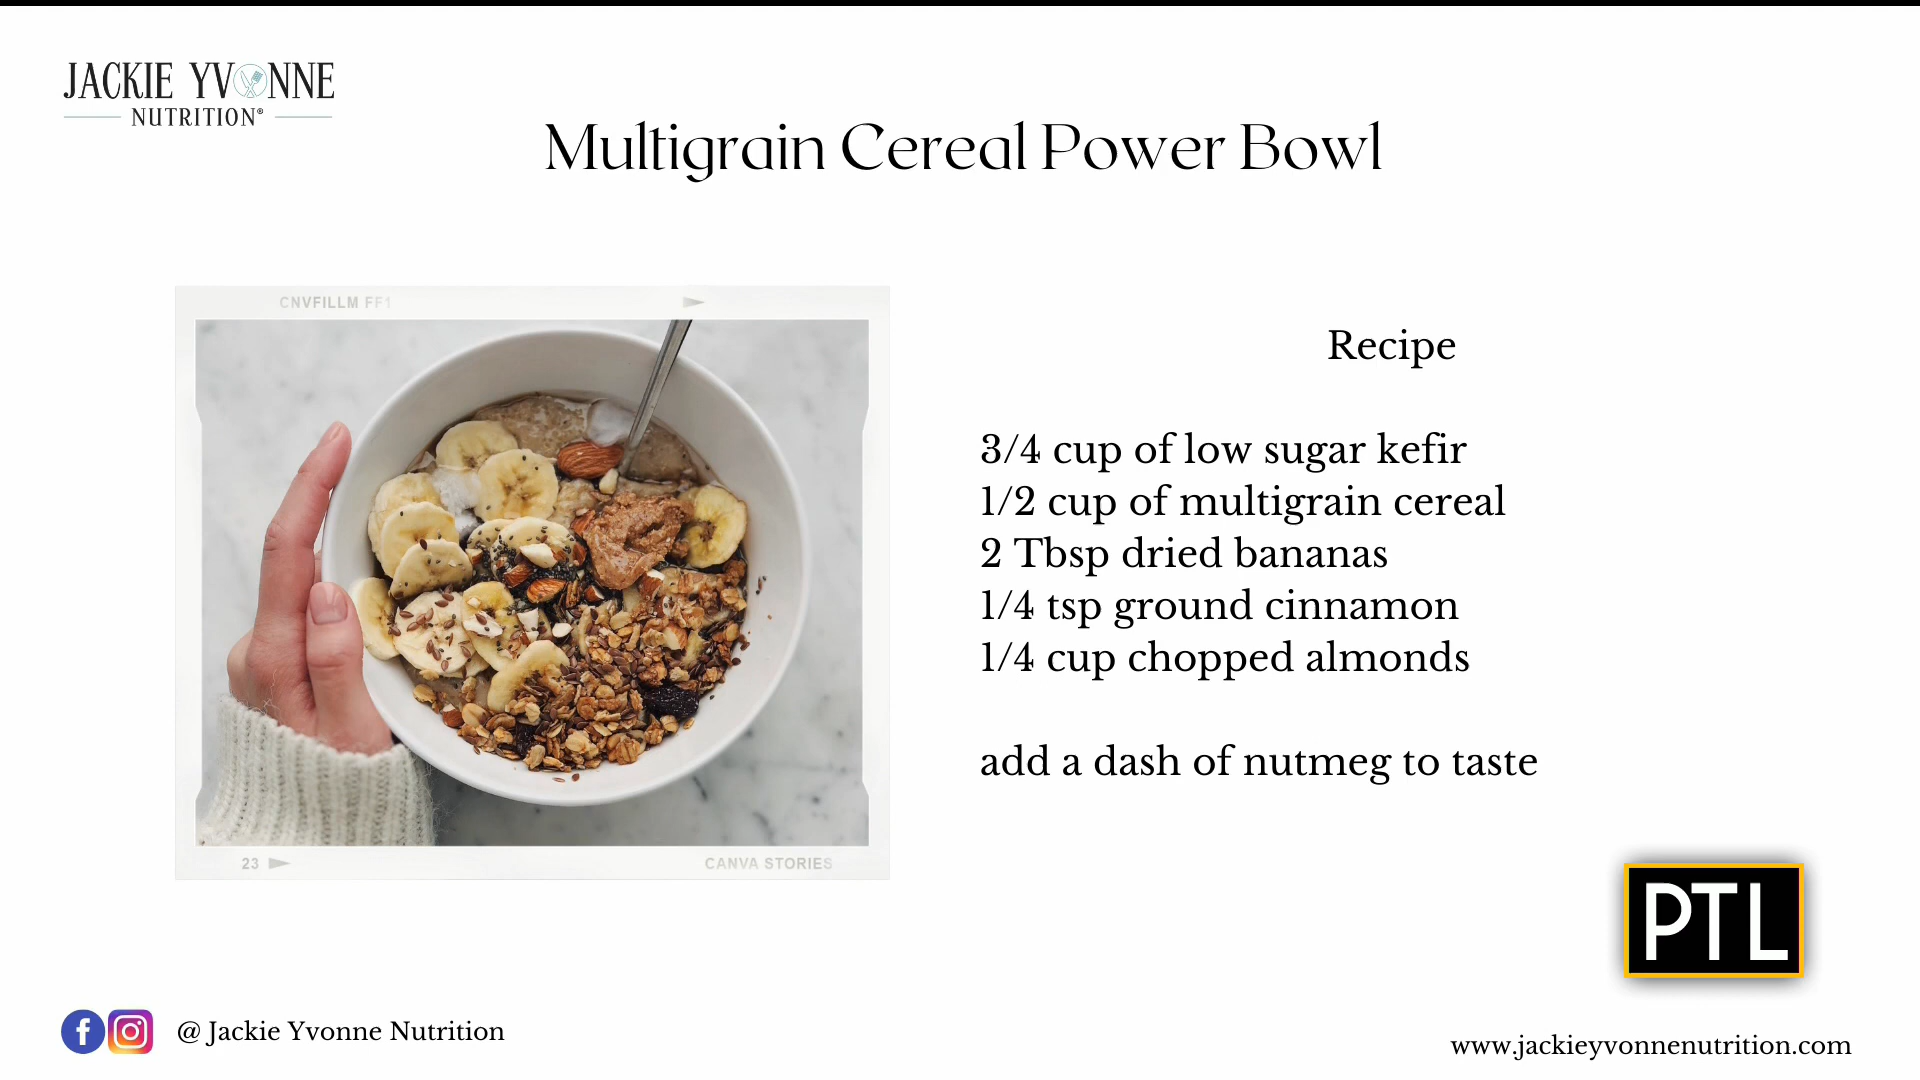 JACKIE YVONNE
NUTRITION®
Multigrain Cereal Power Bowl
CNVFILLM FF1
Recipe
3/4 cup of low sugar kefir
1/2 cup of multigrain cereal
2 Tbsp dried bananas
1/4 tsp ground cinnamon
1/4 cup chopped almonds
add a dash of nutmeg to taste
23
CANVA STORIES
PTL
@ Jackie Yvonne Nutrition
www.jackieyvonnenutrition.com